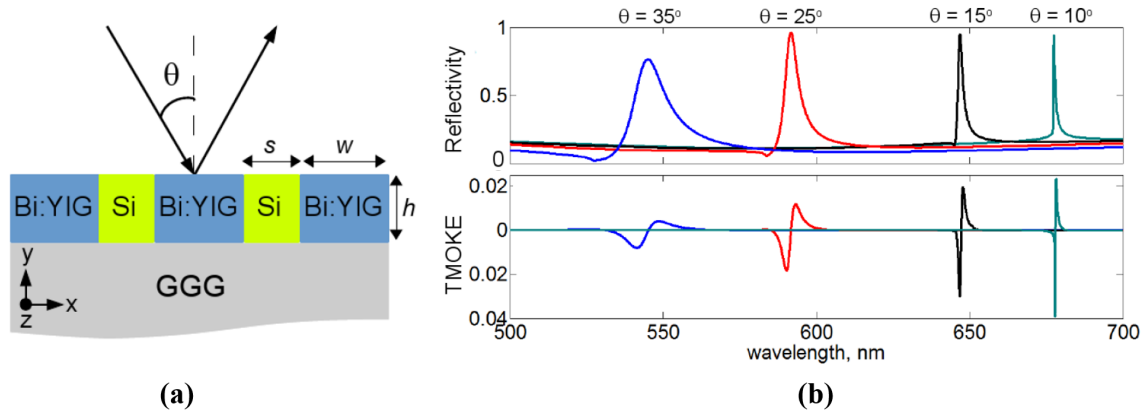 θ
s
w
Bi:YIG
Si
Bi:YIG
Si
Bi:YIG
h
y
x
z
GGG
(a)
θ = 35°
θ = 25°
θ = 15°
θ = 10°
Reflectivity
1
0.5
0
TMOKE
0.02
0
0.02
0.04
500
550
600
650
700
wavelength, nm
(b)